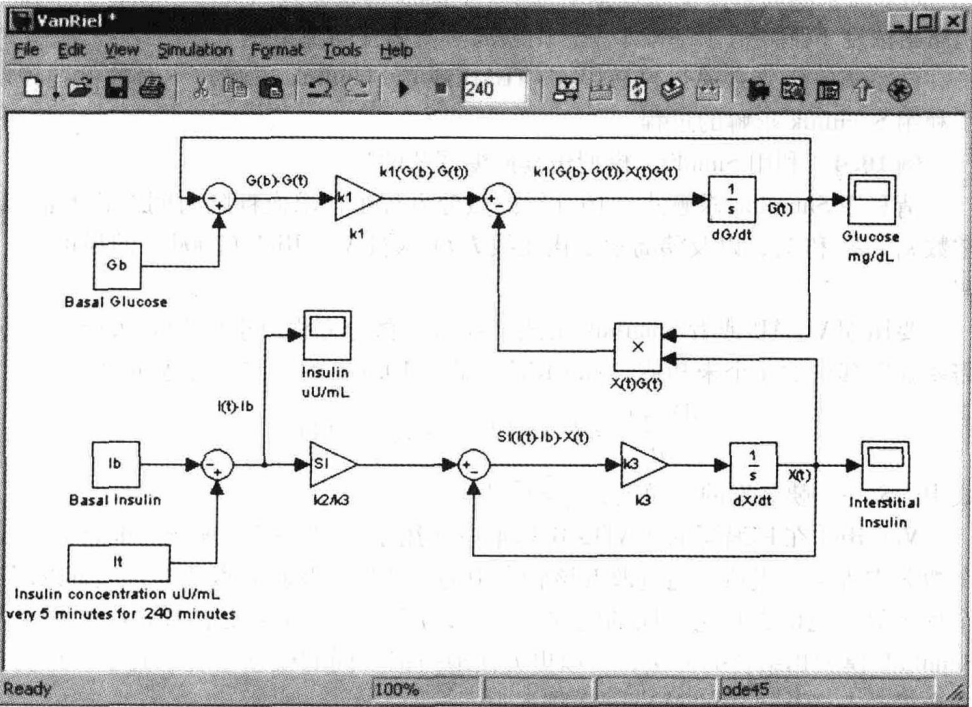 VanRiel *
File Edit View Simulation Format Tools Help
240
G(b)-G(t)
k1(G(b)-G(t))
k1(G(b)-G(t))-X(t)G(t)
k1
k1
1
s
dG/dt
G(t)
Glucose
mg/dL
Gb
Basal Glucose
Insulin
uU/mL
X
X(t)G(t)
I(t)-Ib
SI(I(t)-Ib)-X(t)
Ib
Basal Insulin
SI
k2/k3
k3
k3
1
s
dX/dt
X(t)
Interstitial
Insulin
It
Insulin concentration uU/mL
very 5 minutes for 240 minutes
Ready
100%
ode45